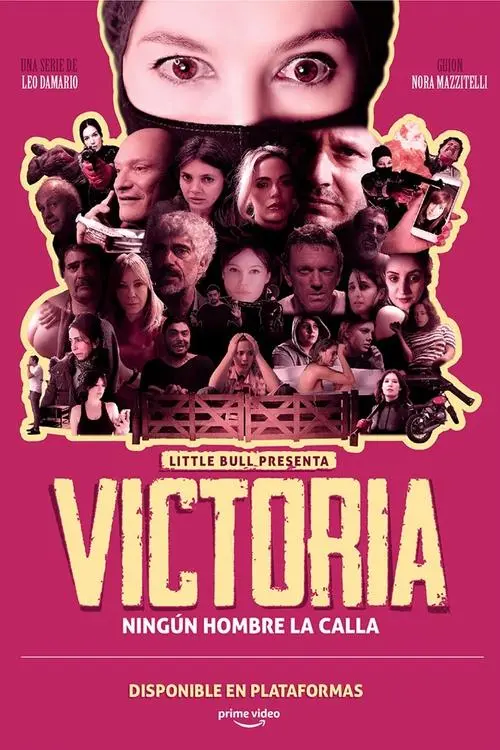 UNA SERIE DE
LEO DAMARIO
GUION
NORA MAZZITELLI
LITTLE BULL PRESENTA
VICTORIA
NINGÚN HOMBRE LA CALLA
DISPONIBLE EN PLATAFORMAS
prime video